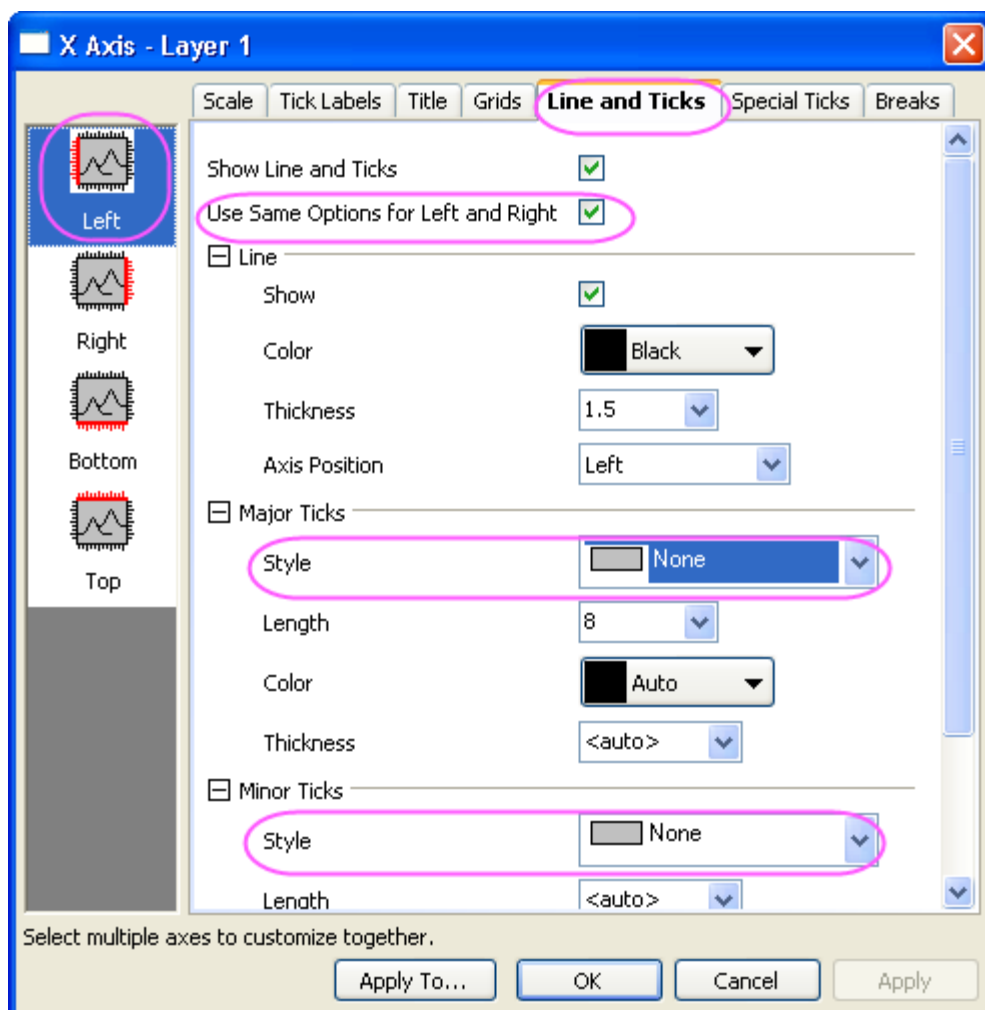 X Axis - Layer 1
Scale Tick Labels Title Grids Line and Ticks Special Ticks Breaks
Left
Right
Bottom
Top
Show Line and Ticks
Use Same Options for Left and Right
Line
Show
Color Black
Thickness 1.5
Axis Position Left
Major Ticks
Style None
Length 8
Color Auto
Thickness <auto>
Minor Ticks
Style None
Length <auto>
Select multiple axes to customize together.
Apply To... OK Cancel Apply